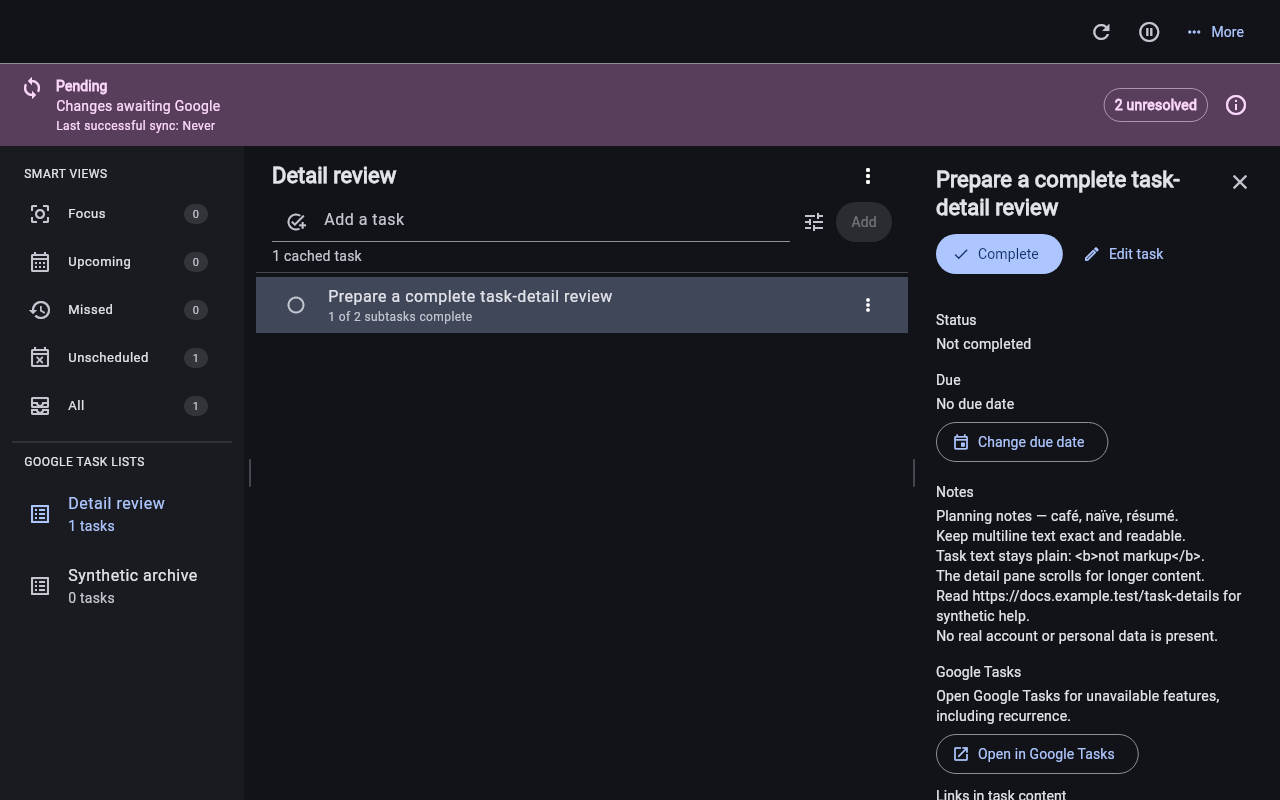 More
Pending
Changes awaiting Google
Last successful sync: Never
2 unresolved
SMART VIEWS
Focus 0
Upcoming 0
Missed 0
Unscheduled 1
All 1
GOOGLE TASK LISTS
Detail review
1 tasks
Synthetic archive
0 tasks
Detail review
Add a task
Add
1 cached task
Prepare a complete task-detail review
1 of 2 subtasks complete
Prepare a complete task-
detail review
Complete
Edit task
Status
Not completed
Due
No due date
Change due date
Notes
Planning notes — café, naïve, résumé.
Keep multiline text exact and readable.
Task text stays plain: <b>not markup</b>.
The detail pane scrolls for longer content.
Read https://docs.example.test/task-details for
synthetic help.
No real account or personal data is present.
Google Tasks
Open Google Tasks for unavailable features,
including recurrence.
Open in Google Tasks
Links in task content